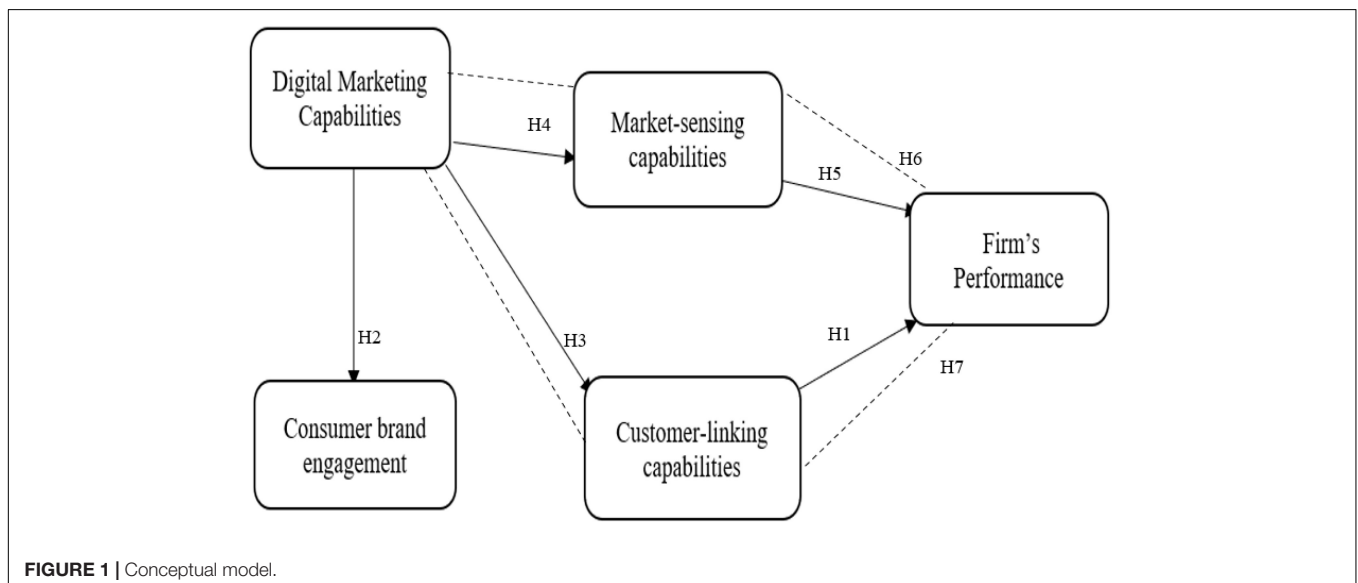 Digital Marketing
Capabilities
H4
Market-sensing
capabilities
H6
H5
Firm's
Performance
H2
H3
H1
H7
Consumer brand
engagement
Customer-linking
capabilities
FIGURE 1 | Conceptual model.